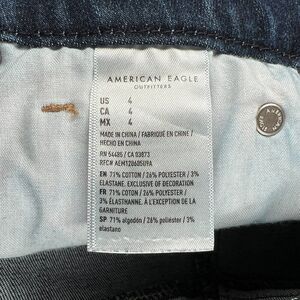 AMERICAN EAGLE
OUTFITTERS
US 4
CA 4
MX 4
MADE IN CHINA / FABRIQUÉ EN CHINE /
HECHO EN CHINA
RN 54485 / CA 03873
EN 71% COTTON / 26% POLYESTER / 3%
ELASTANE. EXCLUSIVE OF DECORATION
FR 71% COTON / 26% POLYESTER /
3% ÉLASTHANNE. À L'EXCEPTION DE LA
GARNITURE
SP 71% algodón / 26% poliéster / 3%
elastano
AMERICAN